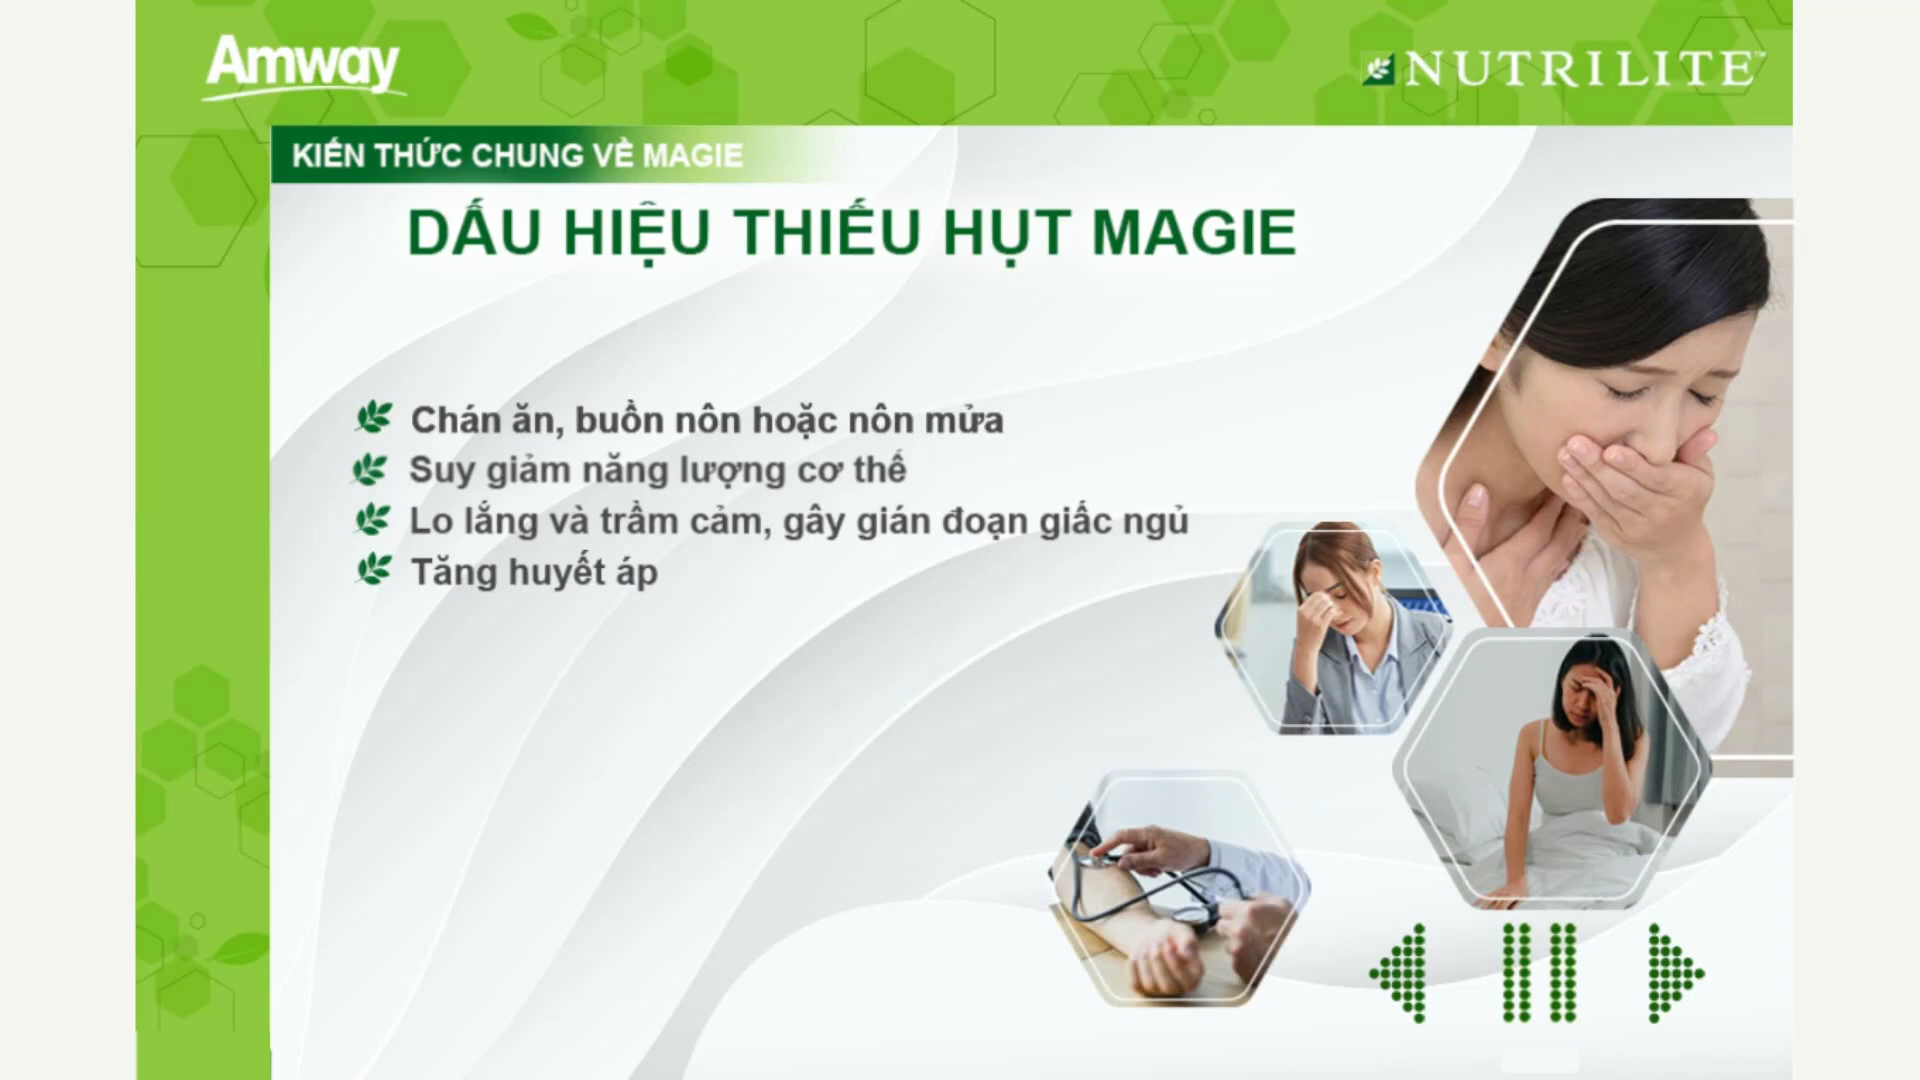 Amway
NUTRILITE™
KIẾN THỨC CHUNG VỀ MAGIE
DẤU HIỆU THIẾU HỤT MAGIE
Chán ăn, buồn nôn hoặc nôn mửa
Suy giảm năng lượng cơ thể
Lo lắng và trầm cảm, gây gián đoạn giấc ngủ
Tăng huyết áp